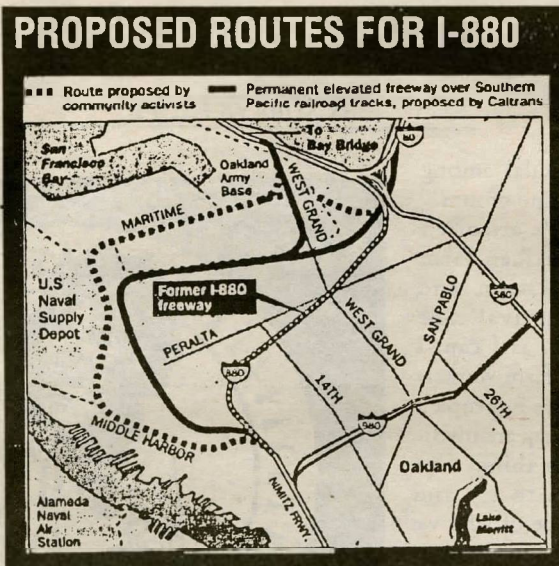 PROPOSED ROUTES FOR I-880
Route proposed by
community activists
Permanent elevated freeway over Southern
Pacific railroad tracks, proposed by Caltrans
San
Francisco
Bay
To
Bay Bridge
80
Oakland
Army
Base
WEST GRAND
MARITIME
U.S
Naval
Supply
Depot
Former I-880
freeway
PERALTA
WEST GRAND
SAN PABLO
580
880
14TH
26TH
980
MIDDLE HARBOR
NIMITZ FRWY.
Oakland
Alameda
Naval
Air
Station
Lake
Merritt